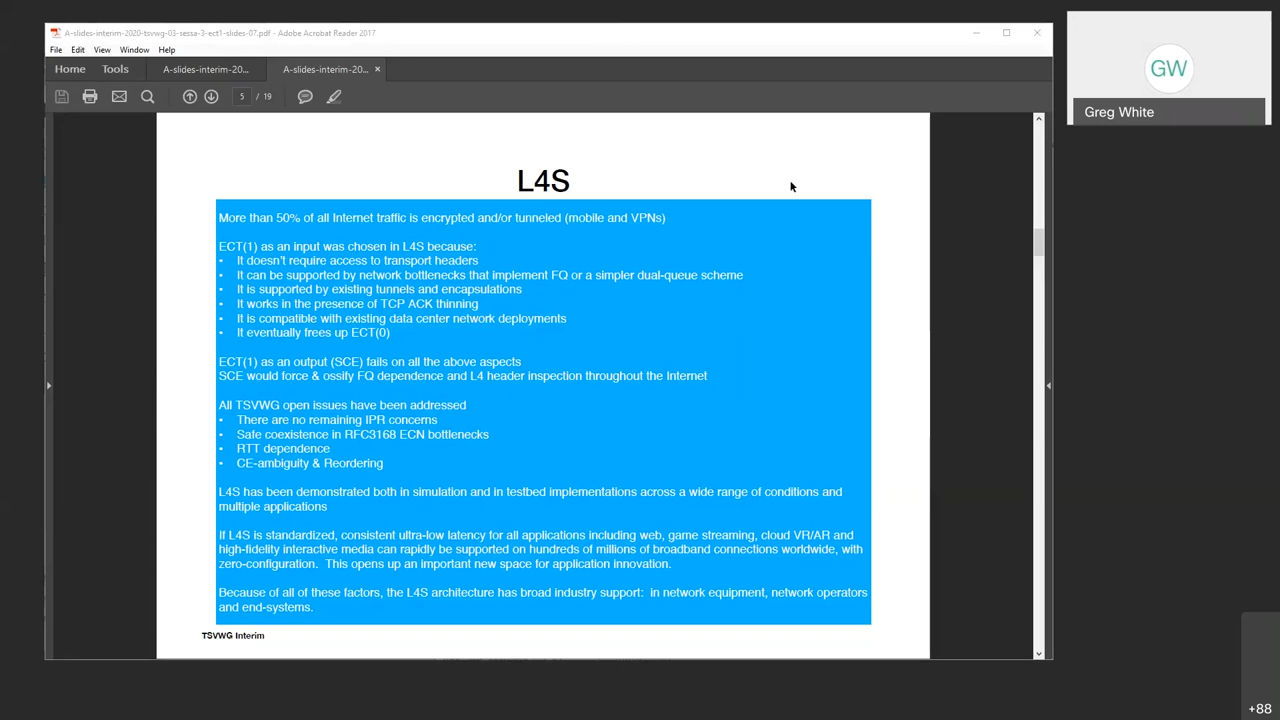 A-slides-interim-2020-tsvwg-03-sessa-3-ect1-slides-07.pdf - Adobe Acrobat Reader 2017
File Edit View Window Help
Home Tools A-slides-interim-20... A-slides-interim-20... ×
5 / 19
GW
Greg White
L4S
More than 50% of all Internet traffic is encrypted and/or tunneled (mobile and VPNs)
ECT(1) as an input was chosen in L4S because:
• It doesn't require access to transport headers
• It can be supported by network bottlenecks that implement FQ or a simpler dual-queue scheme
• It is supported by existing tunnels and encapsulations
• It works in the presence of TCP ACK thinning
• It is compatible with existing data center network deployments
• It eventually frees up ECT(0)
ECT(1) as an output (SCE) fails on all the above aspects
SCE would force & ossify FQ dependence and L4 header inspection throughout the Internet
All TSVWG open issues have been addressed
• There are no remaining IPR concerns
• Safe coexistence in RFC3168 ECN bottlenecks
• RTT dependence
• CE-ambiguity & Reordering
L4S has been demonstrated both in simulation and in testbed implementations across a wide range of conditions and
multiple applications
If L4S is standardized, consistent ultra-low latency for all applications including web, game streaming, cloud VR/AR and
high-fidelity interactive media can rapidly be supported on hundreds of millions of broadband connections worldwide, with
zero-configuration. This opens up an important new space for application innovation.
Because of all of these factors, the L4S architecture has broad industry support: in network equipment, network operators
and end-systems.
TSVWG Interim
+88